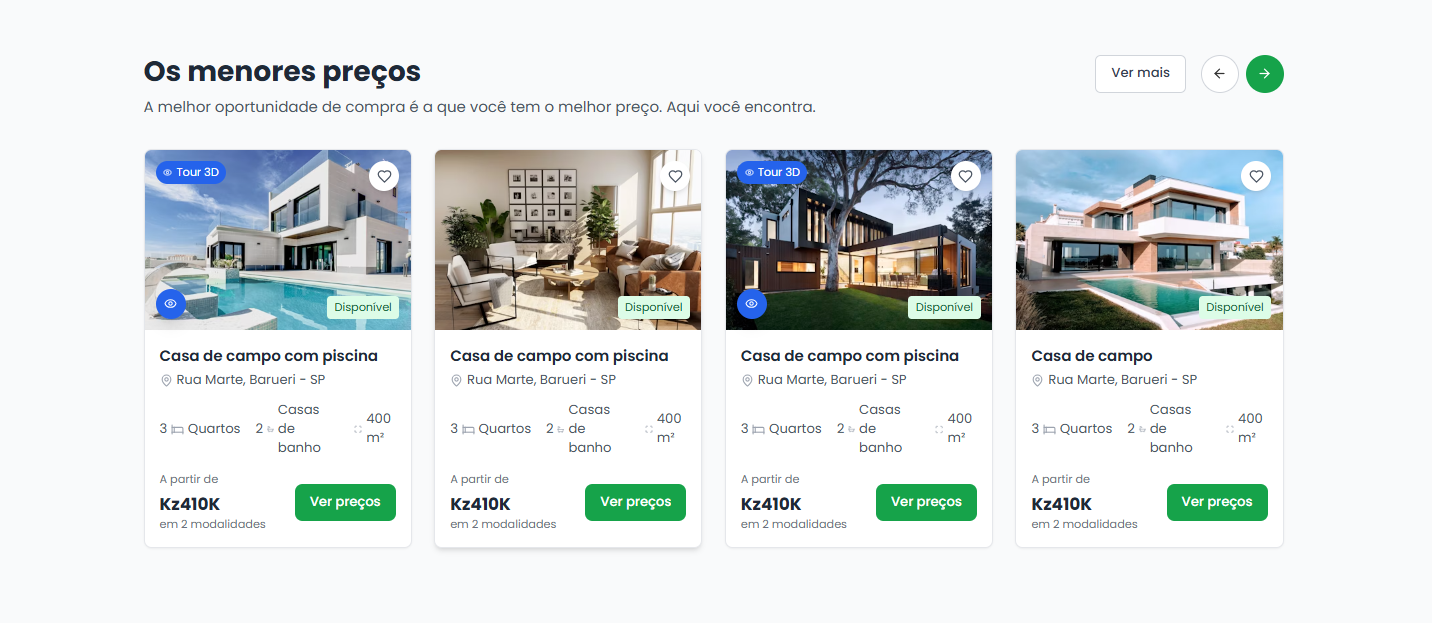 Os menores preços
Ver mais
A melhor oportunidade de compra é a que você tem o melhor preço. Aqui você encontra.
Tour 3D
Disponível
Casa de campo com piscina
Rua Marte, Barueri - SP
3 Quartos
2 Casas
de
banho
400
m²
A partir de
Kz410K
em 2 modalidades
Ver preços
Disponível
Casa de campo com piscina
Rua Marte, Barueri - SP
3 Quartos
2 Casas
de
banho
400
m²
A partir de
Kz410K
em 2 modalidades
Ver preços
Tour 3D
Disponível
Casa de campo com piscina
Rua Marte, Barueri - SP
3 Quartos
2 Casas
de
banho
400
m²
A partir de
Kz410K
em 2 modalidades
Ver preços
Disponível
Casa de campo
Rua Marte, Barueri - SP
3 Quartos
2 Casas
de
banho
400
m²
A partir de
Kz410K
em 2 modalidades
Ver preços